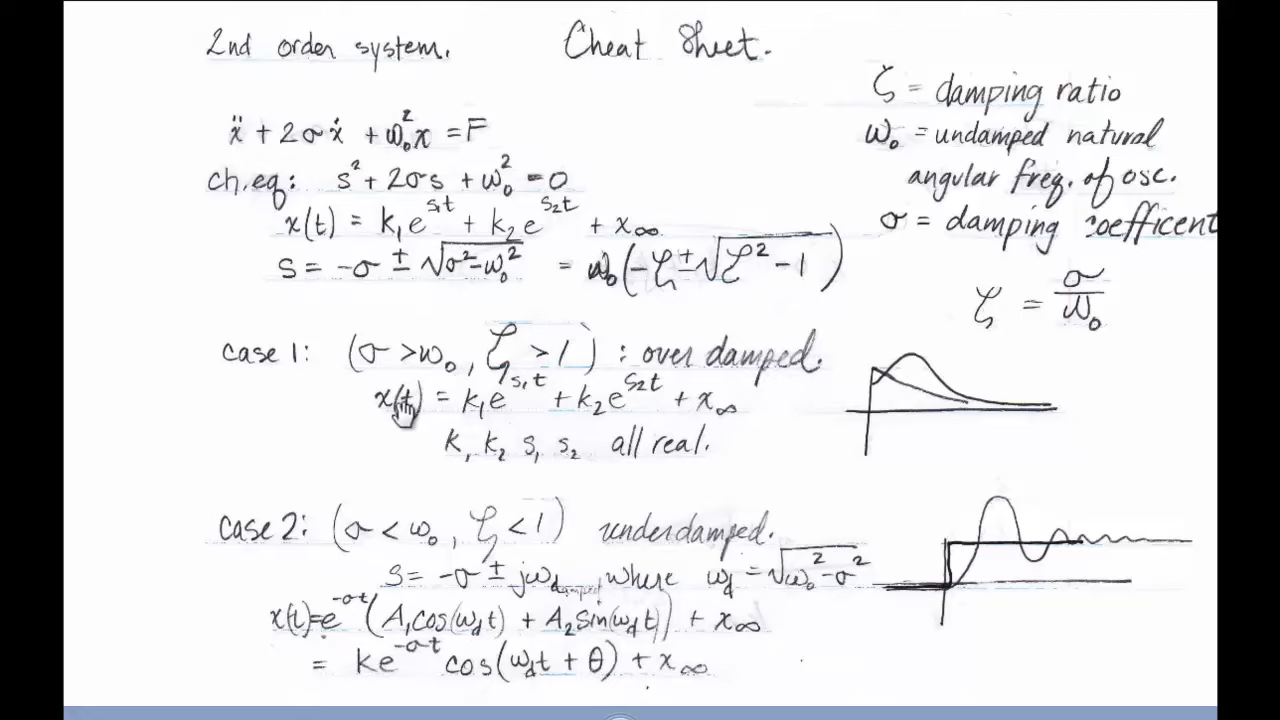 2nd order system. Cheat Sheet.
ζ = damping ratio
ω₀ = undamped natural
angular freq. of osc.
σ = damping coefficent
ζ = σ/ω₀
ẍ + 2σẋ + ω₀²x = F
ch.eq: s² + 2σs + ω₀² = 0
x(t) = k₁e^(s₁t) + k₂e^(s₂t) + x∞
s = -σ ± √(σ²-ω₀²) = ω₀(-ζ ± √(ζ² - 1))
case 1: (σ > ω₀, ζ > 1) : over damped.
x(t) = k₁e^(s₁t) + k₂e^(s₂t) + x∞
k₁ k₂ s₁ s₂ all real.
case 2: (σ < ω₀, ζ < 1) underdamped.
s = -σ ± jω_d, where ω_d = √(ω₀²-σ²)
damped
x(t) = e^(-σt) (A₁cos(ω_d t) + A₂sin(ω_d t)) + x∞
= ke^(-σt) cos(ω_d t + θ) + x∞